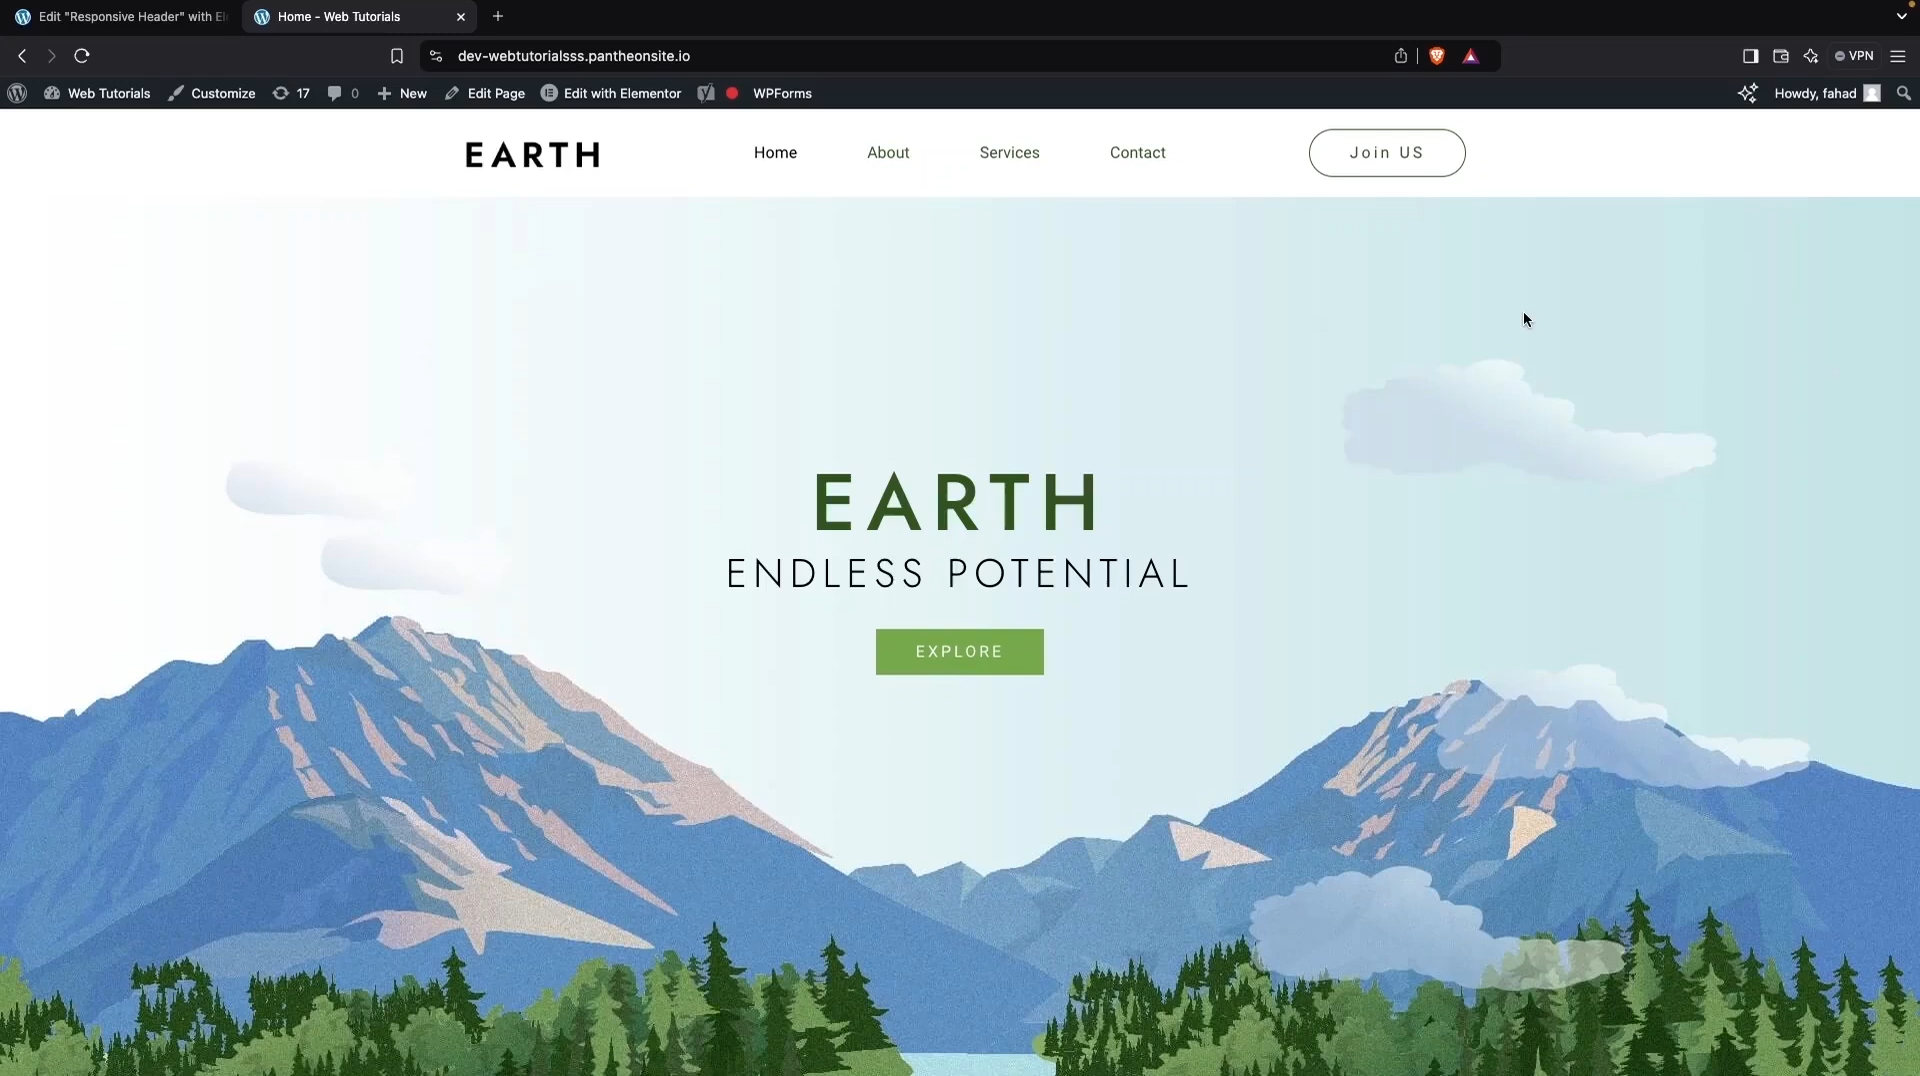 Edit "Responsive Header" with El
Home - Web Tutorials
dev-webtutorialsss.pantheonsite.io
VPN
Web Tutorials
Customize
17
0
New
Edit Page
Edit with Elementor
WPForms
Howdy, fahad
EARTH
Home
About
Services
Contact
Join US
EARTH
ENDLESS POTENTIAL
EXPLORE